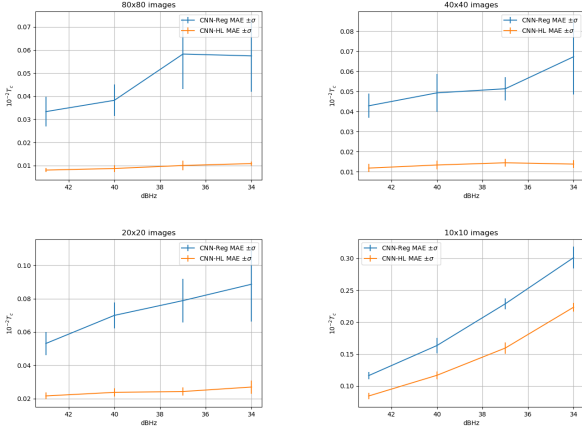 80x80 images
CNN-Reg MAE ±σ
CNN-HL MAE ±σ
0.07
0.06
0.05
0.04
0.03
0.02
0.01
10⁻²T_c
42 40 38 36 34
dBHz
40x40 images
CNN-Reg MAE ±σ
CNN-HL MAE ±σ
0.08
0.07
0.06
0.05
0.04
0.03
0.02
0.01
10⁻²T_c
42 40 38 36 34
dBHz
20x20 images
CNN-Reg MAE ±σ
CNN-HL MAE ±σ
0.10
0.08
0.06
0.04
0.02
10⁻²T_c
42 40 38 36 34
dBHz
10x10 images
CNN-Reg MAE ±σ
CNN-HL MAE ±σ
0.30
0.25
0.20
0.15
0.10
10⁻²T_c
42 40 38 36 34
dBHz